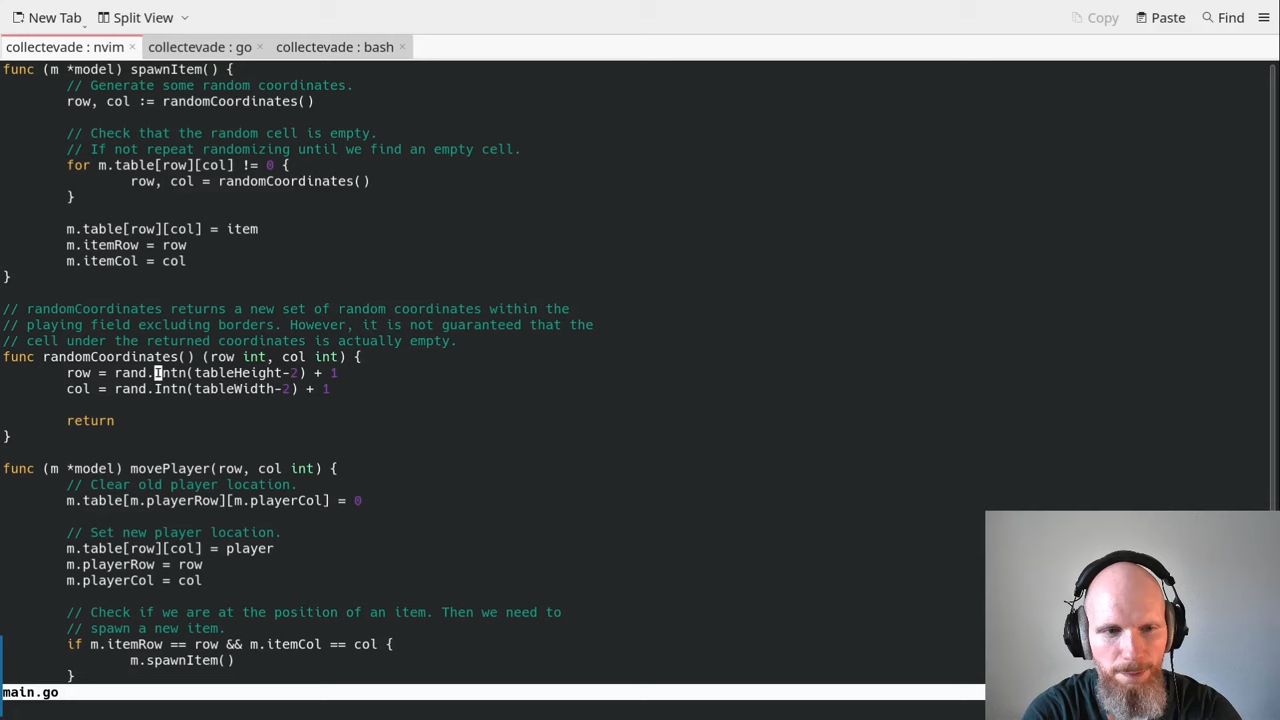 New Tab Split View Copy Paste Find
collectevade : nvim collectevade : go collectevade : bash
func (m *model) spawnItem() {
// Generate some random coordinates.
row, col := randomCoordinates()
// Check that the random cell is empty.
// If not repeat randomizing until we find an empty cell.
for m.table[row][col] != 0 {
row, col = randomCoordinates()
}
m.table[row][col] = item
m.itemRow = row
m.itemCol = col
}
// randomCoordinates returns a new set of random coordinates within the
// playing field excluding borders. However, it is not guaranteed that the
// cell under the returned coordinates is actually empty.
func randomCoordinates() (row int, col int) {
row = rand.Intn(tableHeight-2) + 1
col = rand.Intn(tableWidth-2) + 1
return
}
func (m *model) movePlayer(row, col int) {
// Clear old player location.
m.table[m.playerRow][m.playerCol] = 0
// Set new player location.
m.table[row][col] = player
m.playerRow = row
m.playerCol = col
// Check if we are at the position of an item. Then we need to
// spawn a new item.
if m.itemRow == row && m.itemCol == col {
m.spawnItem()
}
main.go